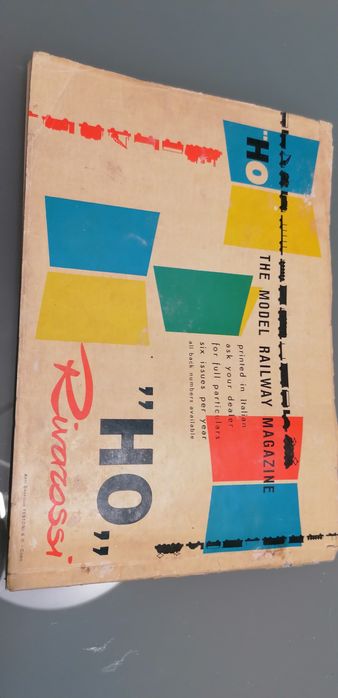 "HO
THE MODEL RAILWAY MAGAZINE
printed in Italian
ask your dealer
for full particulars
six issues per year
all back numbers available
"HO"
Rivarossi